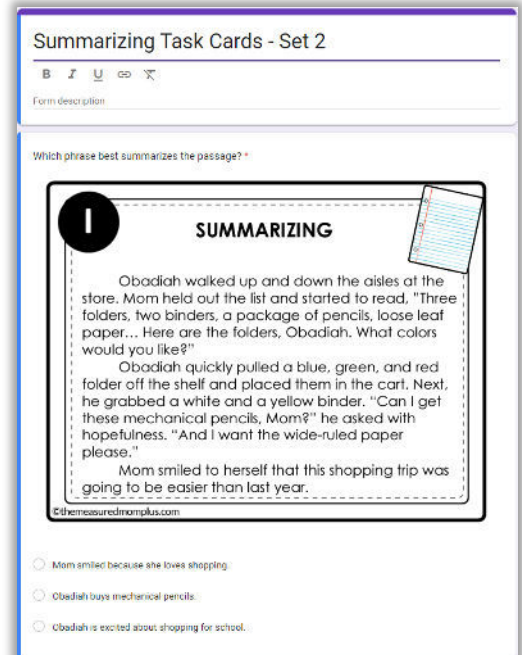 Summarizing Task Cards - Set 2
B I U
Form description
Which phrase best summarizes the passage? *
1
SUMMARIZING
Obadiah walked up and down the aisles at the
store. Mom held out the list and started to read, "Three
folders, two binders, a package of pencils, loose leaf
paper... Here are the folders, Obadiah. What colors
would you like?"
Obadiah quickly pulled a blue, green, and red
folder off the shelf and placed them in the cart. Next,
he grabbed a white and a yellow binder. "Can I get
these mechanical pencils, Mom?" he asked with
hopefulness. "And I want the wide-ruled paper
please."
Mom smiled to herself that this shopping trip was
going to be easier than last year.
©themeasuredmomplus.com
Mom smiled because she loves shopping.
Obadiah buys mechanical pencils.
Obadiah is excited about shopping for school.